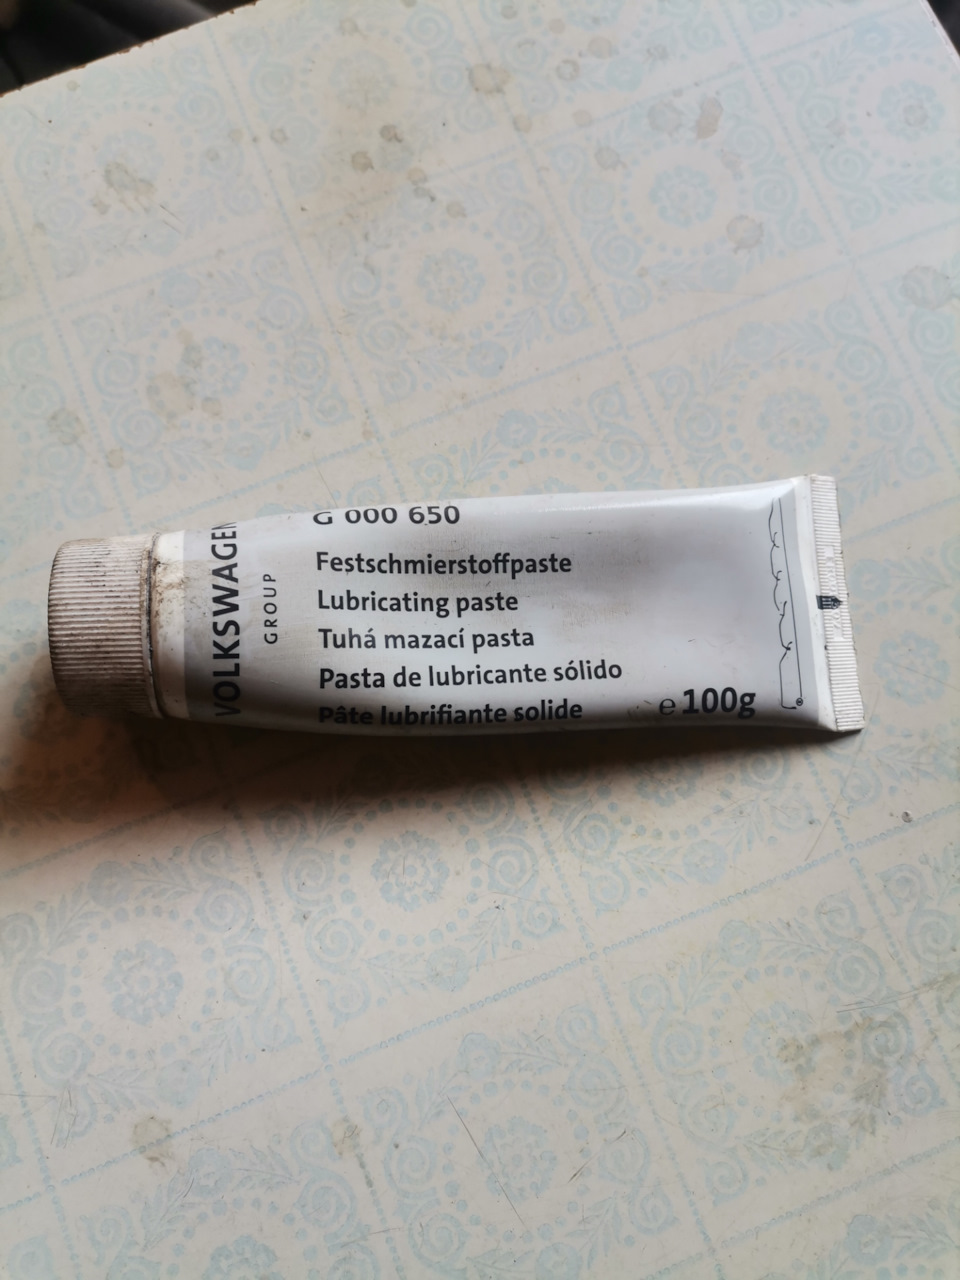 VOLKSWAGEN
GROUP
G 000 650
Festschmierstoffpaste
Lubricating paste
Tuhá mazací pasta
Pasta de lubricante sólido
Pâte lubrifiante solide
e 100g